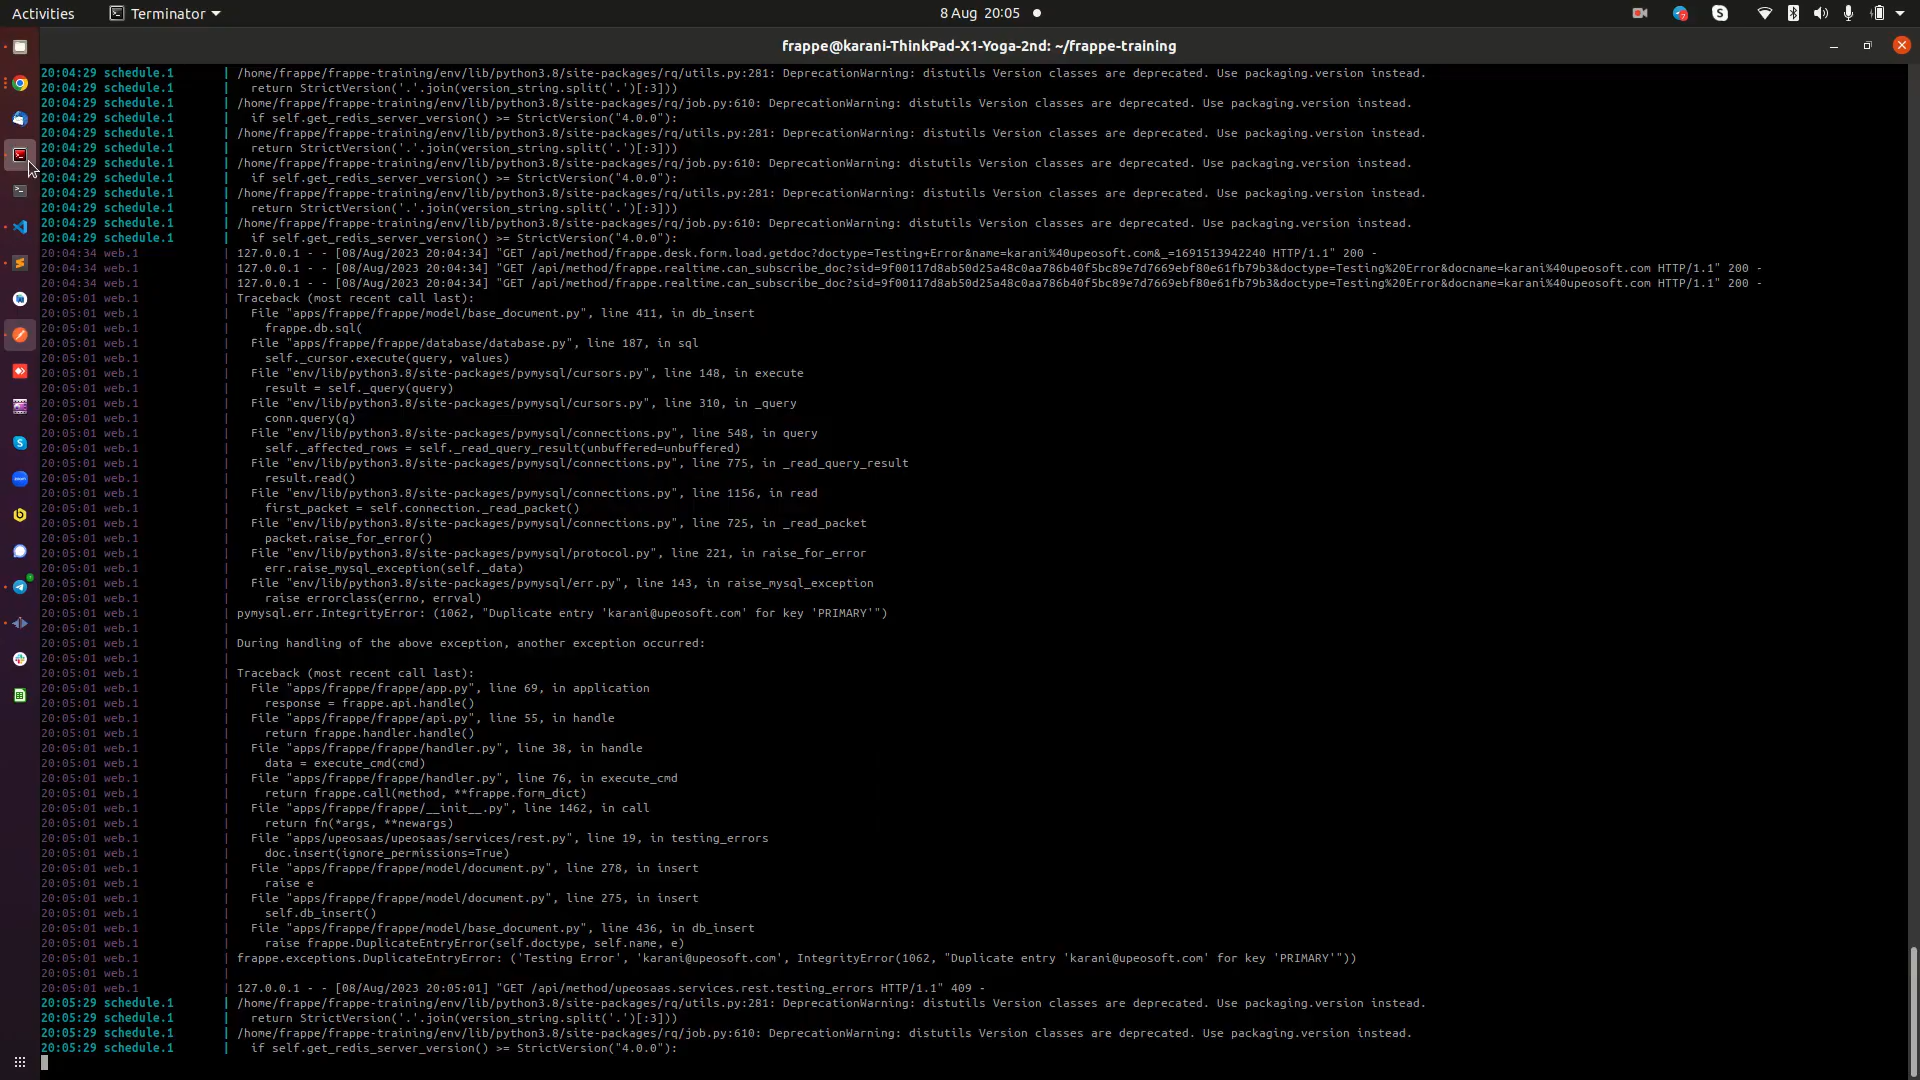 Activities
Terminator
8 Aug 20:05
frappe@karani-ThinkPad-X1-Yoga-2nd: ~/frappe-training
20:04:29 schedule.1 | /home/frappe/frappe-training/env/lib/python3.8/site-packages/rq/utils.py:281: DeprecationWarning: distutils Version classes are deprecated. Use packaging.version instead.
20:04:29 schedule.1 | return StrictVersion('.'.join(version_string.split('.')[:3]))
20:04:29 schedule.1 | /home/frappe/frappe-training/env/lib/python3.8/site-packages/rq/job.py:610: DeprecationWarning: distutils Version classes are deprecated. Use packaging.version instead.
20:04:29 schedule.1 | if self.get_redis_server_version() >= StrictVersion("4.0.0"):
20:04:29 schedule.1 | /home/frappe/frappe-training/env/lib/python3.8/site-packages/rq/utils.py:281: DeprecationWarning: distutils Version classes are deprecated. Use packaging.version instead.
20:04:29 schedule.1 | return StrictVersion('.'.join(version_string.split('.')[:3]))
20:04:29 schedule.1 | /home/frappe/frappe-training/env/lib/python3.8/site-packages/rq/job.py:610: DeprecationWarning: distutils Version classes are deprecated. Use packaging.version instead.
20:04:29 schedule.1 | if self.get_redis_server_version() >= StrictVersion("4.0.0"):
20:04:29 schedule.1 | /home/frappe/frappe-training/env/lib/python3.8/site-packages/rq/utils.py:281: DeprecationWarning: distutils Version classes are deprecated. Use packaging.version instead.
20:04:29 schedule.1 | return StrictVersion('.'.join(version_string.split('.')[:3]))
20:04:29 schedule.1 | /home/frappe/frappe-training/env/lib/python3.8/site-packages/rq/job.py:610: DeprecationWarning: distutils Version classes are deprecated. Use packaging.version instead.
20:04:29 schedule.1 | if self.get_redis_server_version() >= StrictVersion("4.0.0"):
20:04:34 web.1 | 127.0.0.1 - - [08/Aug/2023 20:04:34] "GET /api/method/frappe.desk.form.load.getdoc?doctype=Testing+Error&name=karani%40upeosoft.com&_=1691513942240 HTTP/1.1" 200 -
20:04:34 web.1 | 127.0.0.1 - - [08/Aug/2023 20:04:34] "GET /api/method/frappe.realtime.can_subscribe_doc?sid=9f00117d8ab50d25a48c0aa786b40f5bc89e7d7669ebf80e61fb79b3&doctype=Testing%20Error&docname=karani%40upeosoft.com HTTP/1.1" 200 -
20:04:34 web.1 | 127.0.0.1 - - [08/Aug/2023 20:04:34] "GET /api/method/frappe.realtime.can_subscribe_doc?sid=9f00117d8ab50d25a48c0aa786b40f5bc89e7d7669ebf80e61fb79b3&doctype=Testing%20Error&docname=karani%40upeosoft.com HTTP/1.1" 200 -
20:05:01 web.1 | Traceback (most recent call last):
20:05:01 web.1 | File "apps/frappe/frappe/model/base_document.py", line 411, in db_insert
20:05:01 web.1 | frappe.db.sql(
20:05:01 web.1 | File "apps/frappe/frappe/database/database.py", line 187, in sql
20:05:01 web.1 | self._cursor.execute(query, values)
20:05:01 web.1 | File "env/lib/python3.8/site-packages/pymysql/cursors.py", line 148, in execute
20:05:01 web.1 | result = self._query(query)
20:05:01 web.1 | File "env/lib/python3.8/site-packages/pymysql/cursors.py", line 310, in _query
20:05:01 web.1 | conn.query(q)
20:05:01 web.1 | File "env/lib/python3.8/site-packages/pymysql/connections.py", line 548, in query
20:05:01 web.1 | self._affected_rows = self._read_query_result(unbuffered=unbuffered)
20:05:01 web.1 | File "env/lib/python3.8/site-packages/pymysql/connections.py", line 775, in _read_query_result
20:05:01 web.1 | result.read()
20:05:01 web.1 | File "env/lib/python3.8/site-packages/pymysql/connections.py", line 1156, in read
20:05:01 web.1 | first_packet = self.connection._read_packet()
20:05:01 web.1 | File "env/lib/python3.8/site-packages/pymysql/connections.py", line 725, in _read_packet
20:05:01 web.1 | packet.raise_for_error()
20:05:01 web.1 | File "env/lib/python3.8/site-packages/pymysql/protocol.py", line 221, in raise_for_error
20:05:01 web.1 | err.raise_mysql_exception(self._data)
20:05:01 web.1 | File "env/lib/python3.8/site-packages/pymysql/err.py", line 143, in raise_mysql_exception
20:05:01 web.1 | raise errorclass(errno, errval)
20:05:01 web.1 | pymysql.err.IntegrityError: (1062, "Duplicate entry 'karani@upeosoft.com' for key 'PRIMARY'")
20:05:01 web.1 |
20:05:01 web.1 | During handling of the above exception, another exception occurred:
20:05:01 web.1 |
20:05:01 web.1 | Traceback (most recent call last):
20:05:01 web.1 | File "apps/frappe/frappe/app.py", line 69, in application
20:05:01 web.1 | response = frappe.api.handle()
20:05:01 web.1 | File "apps/frappe/frappe/api.py", line 55, in handle
20:05:01 web.1 | return frappe.handler.handle()
20:05:01 web.1 | File "apps/frappe/frappe/handler.py", line 38, in handle
20:05:01 web.1 | data = execute_cmd(cmd)
20:05:01 web.1 | File "apps/frappe/frappe/handler.py", line 76, in execute_cmd
20:05:01 web.1 | return frappe.call(method, **frappe.form_dict)
20:05:01 web.1 | File "apps/frappe/frappe/__init__.py", line 1462, in call
20:05:01 web.1 | return fn(*args, **newargs)
20:05:01 web.1 | File "apps/upeosaas/upeosaas/services/rest.py", line 19, in testing_errors
20:05:01 web.1 | doc.insert(ignore_permissions=True)
20:05:01 web.1 | File "apps/frappe/frappe/model/document.py", line 278, in insert
20:05:01 web.1 | raise e
20:05:01 web.1 | File "apps/frappe/frappe/model/document.py", line 275, in insert
20:05:01 web.1 | self.db_insert()
20:05:01 web.1 | File "apps/frappe/frappe/model/base_document.py", line 436, in db_insert
20:05:01 web.1 | raise frappe.DuplicateEntryError(self.doctype, self.name, e)
20:05:01 web.1 | frappe.exceptions.DuplicateEntryError: ('Testing Error', 'karani@upeosoft.com', IntegrityError(1062, "Duplicate entry 'karani@upeosoft.com' for key 'PRIMARY'"))
20:05:01 web.1 |
20:05:01 web.1 | 127.0.0.1 - - [08/Aug/2023 20:05:01] "GET /api/method/upeosaas.services.rest.testing_errors HTTP/1.1" 409 -
20:05:29 schedule.1 | /home/frappe/frappe-training/env/lib/python3.8/site-packages/rq/utils.py:281: DeprecationWarning: distutils Version classes are deprecated. Use packaging.version instead.
20:05:29 schedule.1 | return StrictVersion('.'.join(version_string.split('.')[:3]))
20:05:29 schedule.1 | /home/frappe/frappe-training/env/lib/python3.8/site-packages/rq/job.py:610: DeprecationWarning: distutils Version classes are deprecated. Use packaging.version instead.
20:05:29 schedule.1 | if self.get_redis_server_version() >= StrictVersion("4.0.0"):